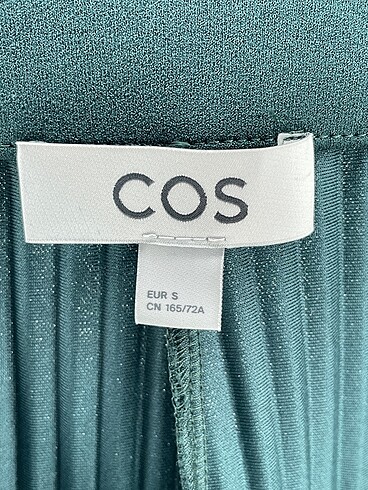 COS
EUR S
CN 165/72A